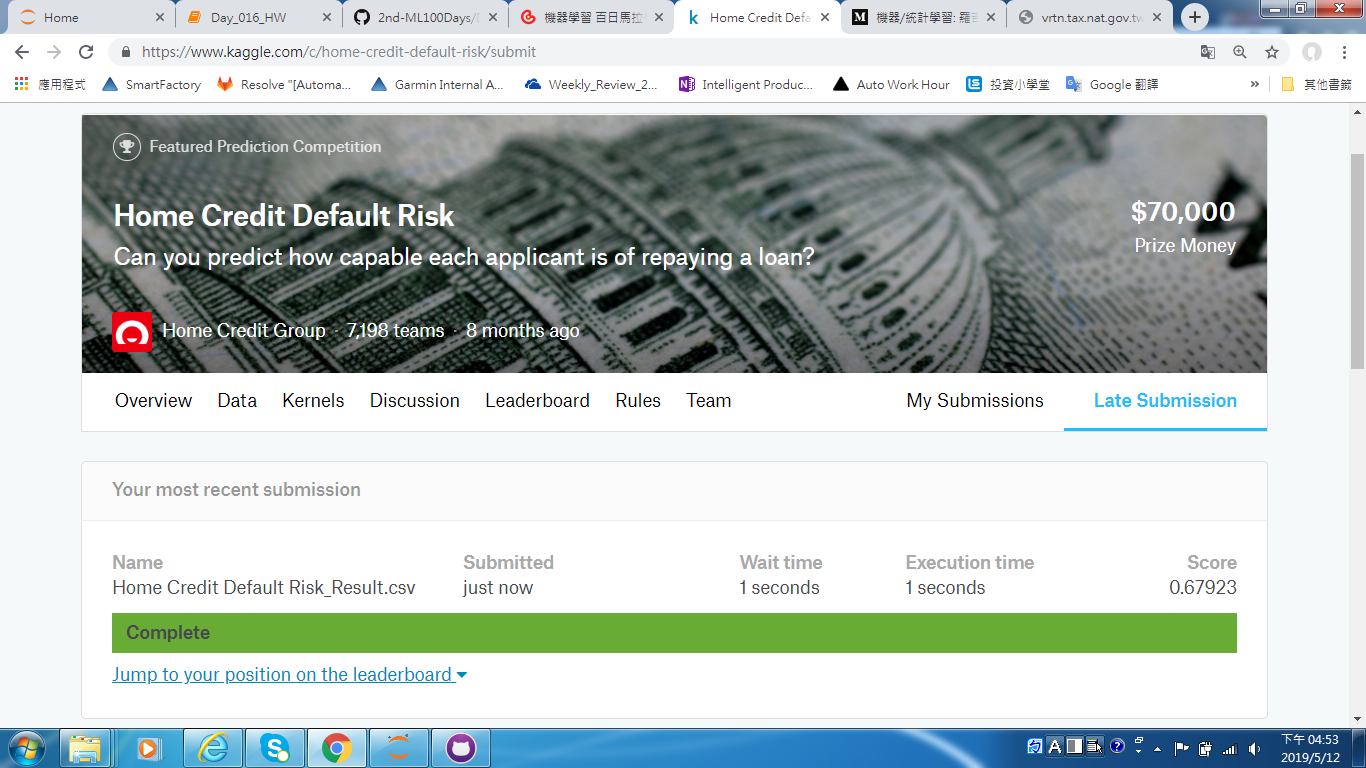 Home
Day_016_HW
2nd-ML100Days/
機器學習 百日馬拉
Home Credit Defa
機器/統計學習: 羅
vrtn.tax.nat.gov.tw
https://www.kaggle.com/c/home-credit-default-risk/submit
應用程式
SmartFactory
Resolve "[Automa...
Garmin Internal A...
Weekly_Review_2...
Intelligent Produc...
Auto Work Hour
投資小學堂
Google 翻譯
»
其他書籤
Featured Prediction Competition
Home Credit Default Risk
$70,000
Can you predict how capable each applicant is of repaying a loan?
Prize Money
Home Credit Group · 7,198 teams · 8 months ago
Overview Data Kernels Discussion Leaderboard Rules Team My Submissions Late Submission
Your most recent submission
Name Submitted Wait time Execution time Score
Home Credit Default Risk_Result.csv just now 1 seconds 1 seconds 0.67923
Complete
Jump to your position on the leaderboard
下午 04:53
2019/5/12